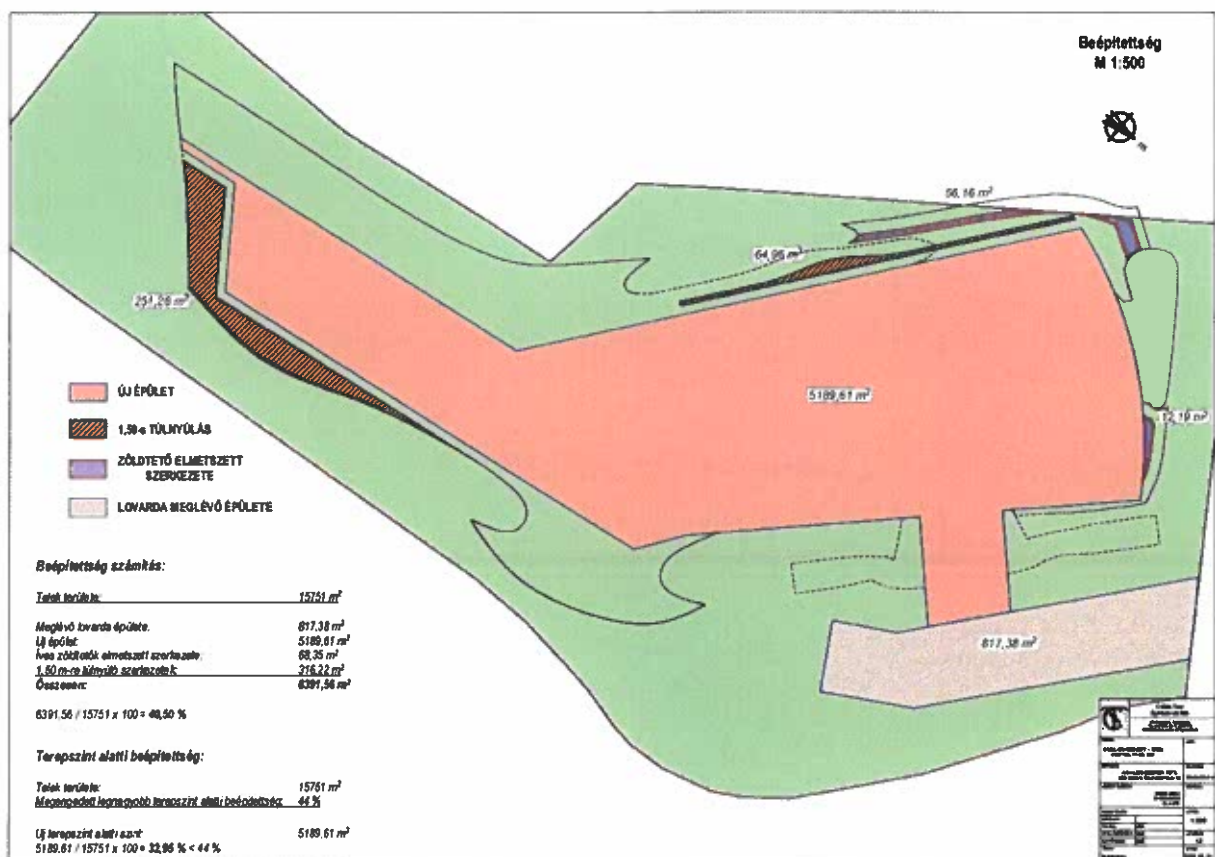 Beépítettség
M 1:500
56,16 m²
64,96 m²
251,26 m²
5189,61 m²
12,19 m²
817,38 m²
ÚJ ÉPÜLET
1,50-s TÚLNYÚLÁS
ZÖLDTETŐ ELMETSZETT
SZERKEZETE
LOVARDA MEGLÉVŐ ÉPÜLETE
Beépítettség számítás:
Telek területe: 15751 m²
Meglévő lovarda épülete: 817,38 m²
Új épület: 5189,61 m²
Íves zöldtetők elmetszett szerkezete: 68,35 m²
1,50 m-re túlnyúló szerkezetek: 316,22 m²
Összesen: 6391,56 m²
6391,56 / 15751 x 100 = 40,50 %
Terepszint alatti beépítettség:
Telek területe: 15751 m²
Megengedett legnagyobb terepszint alatti beépítettség: 44 %
Új terepszint alatti szint: 5189,61 m²
5189,61 / 15751 x 100 = 32,95 % < 44 %